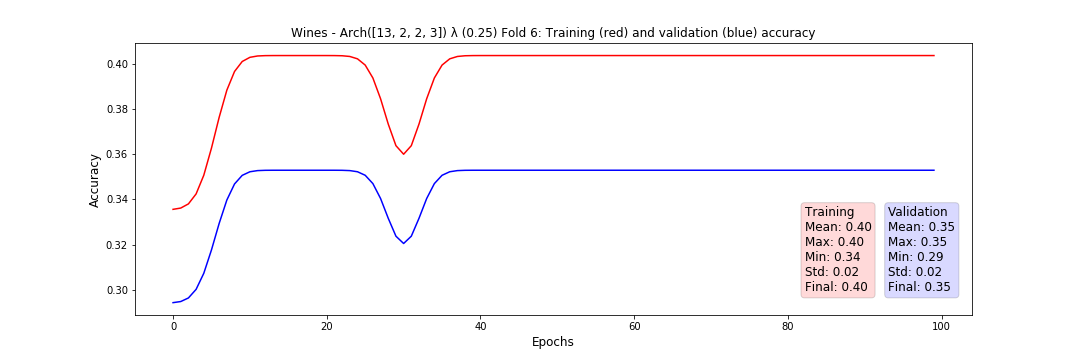 Wines - Arch([13, 2, 2, 3]) λ (0.25) Fold 6: Training (red) and validation (blue) accuracy
Accuracy
0.40
0.38
0.36
0.34
0.32
0.30
Training
Mean: 0.40
Max: 0.40
Min: 0.34
Std: 0.02
Final: 0.40
Validation
Mean: 0.35
Max: 0.35
Min: 0.29
Std: 0.02
Final: 0.35
0
20
40
60
80
100
Epochs